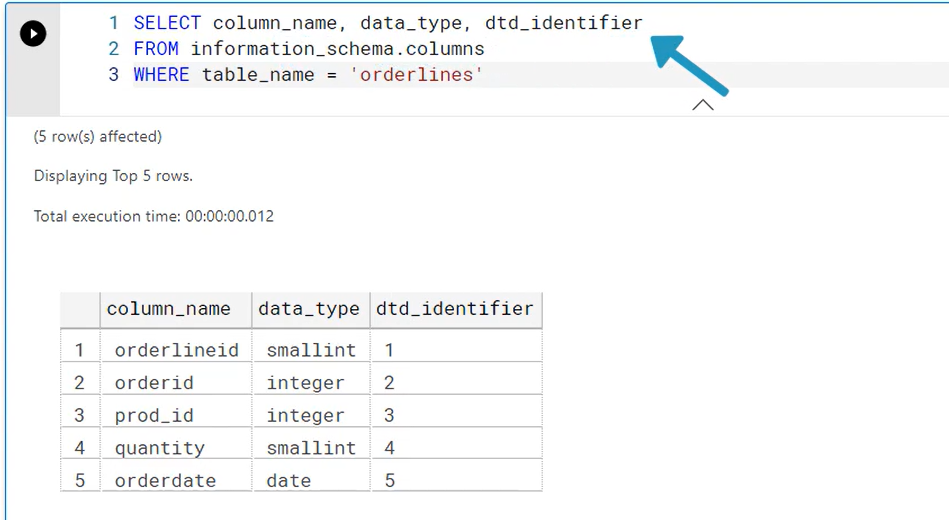 1 SELECT column_name, data_type, dtd_identifier
2 FROM information_schema.columns
3 WHERE table_name = 'orderlines'
(5 row(s) affected)
Displaying Top 5 rows.
Total execution time: 00:00:00.012
column_name data_type dtd_identifier
1 orderlineid smallint 1
2 orderid integer 2
3 prod_id integer 3
4 quantity smallint 4
5 orderdate date 5